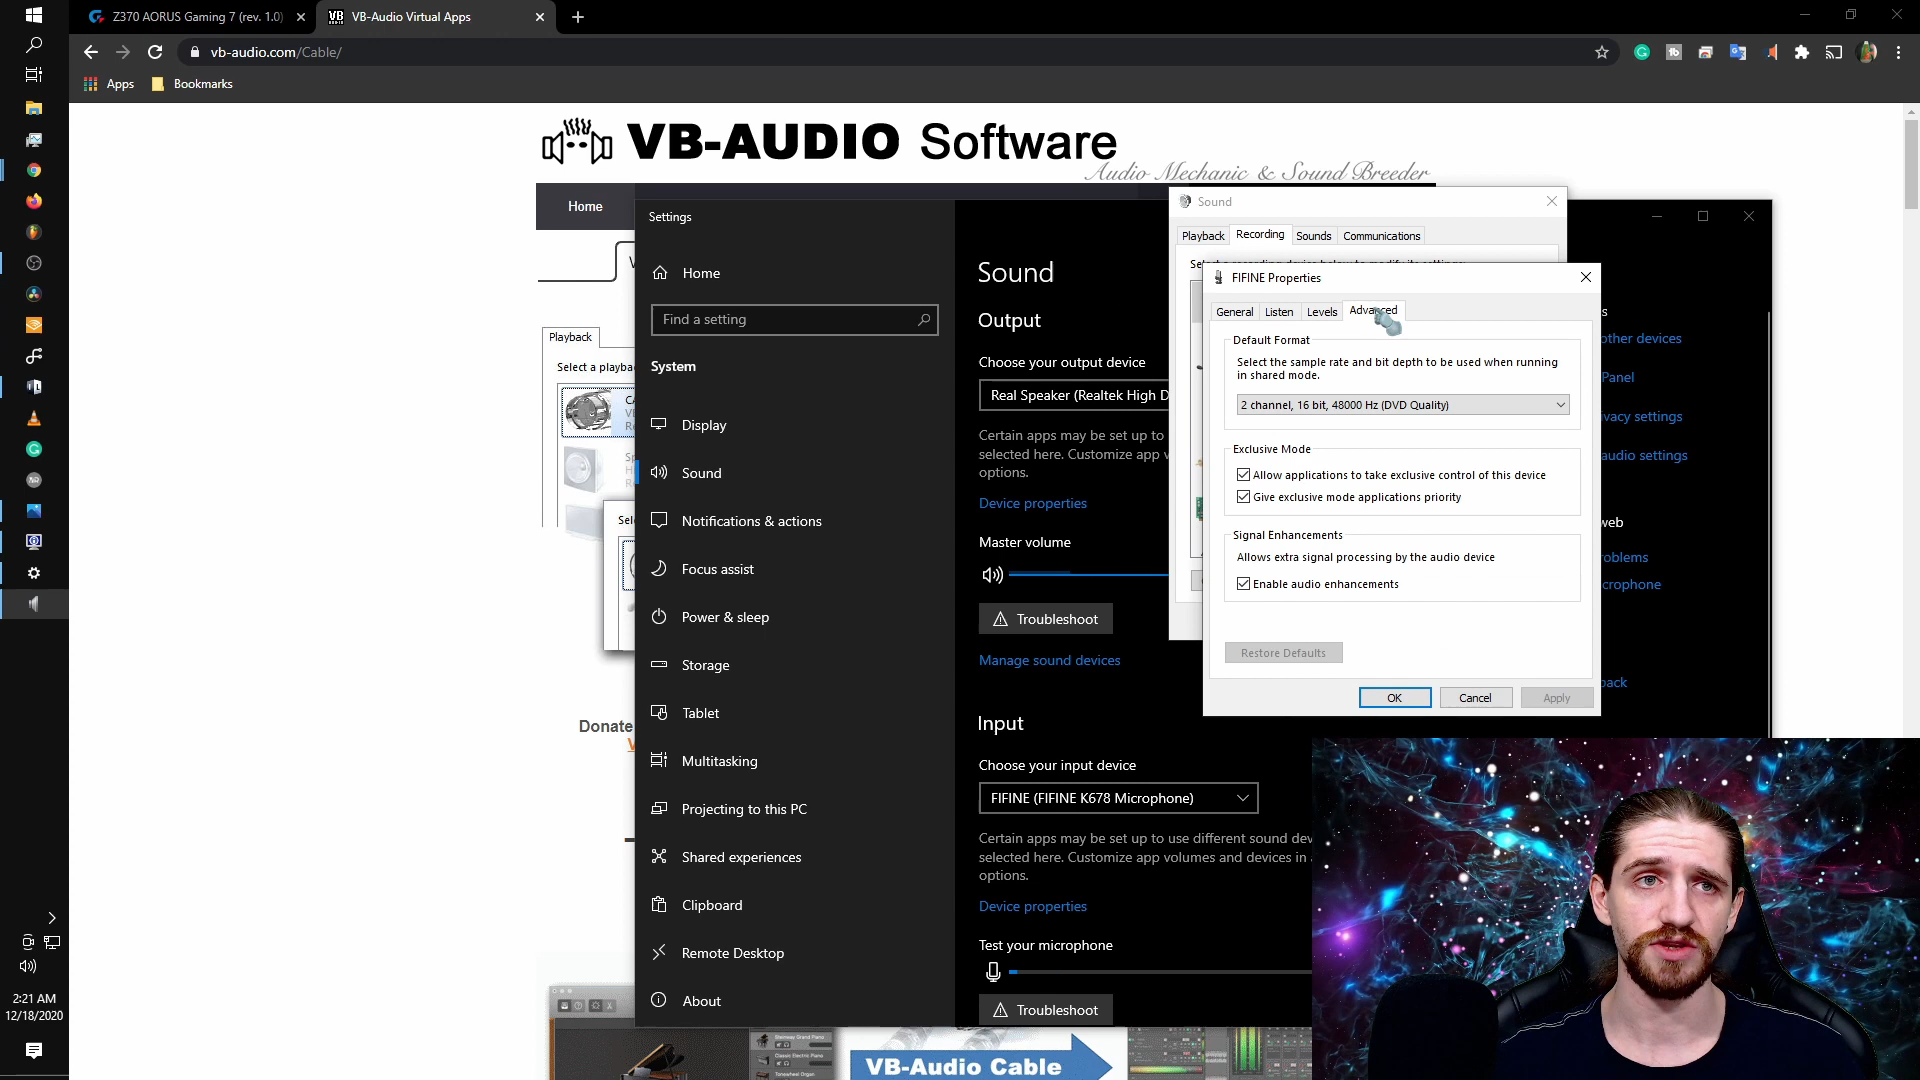 Z370 AORUS Gaming 7 (rev. 1.0)
VB-Audio Virtual Apps
vb-audio.com/Cable/
Apps
Bookmarks
VB-AUDIO Software
Audio Mechanic & Sound Breeder
Home
Playback
Select a playba
Sel
Donate
Settings
Home
Find a setting
System
Display
Sound
Notifications & actions
Focus assist
Power & sleep
Storage
Tablet
Multitasking
Projecting to this PC
Shared experiences
Clipboard
Remote Desktop
About
Sound
Output
Choose your output device
Real Speaker (Realtek High D
Certain apps may be set up to
selected here. Customize app v
options.
Device properties
Master volume
Troubleshoot
Manage sound devices
Input
Choose your input device
FIFINE (FIFINE K678 Microphone)
Certain apps may be set up to use different sound dev
selected here. Customize app volumes and devices in
options.
Device properties
Test your microphone
Troubleshoot
Sound
Playback
Recording
Sounds
Communications
FIFINE Properties
General
Listen
Levels
Advanced
Default Format
Select the sample rate and bit depth to be used when running
in shared mode.
2 channel, 16 bit, 48000 Hz (DVD Quality)
Exclusive Mode
Allow applications to take exclusive control of this device
Give exclusive mode applications priority
Signal Enhancements
Allows extra signal processing by the audio device
Enable audio enhancements
Restore Defaults
OK
Cancel
Apply
s
other devices
Panel
ivacy settings
audio settings
web
oblems
crophone
back
VB-Audio Cable
2:21 AM
12/18/2020